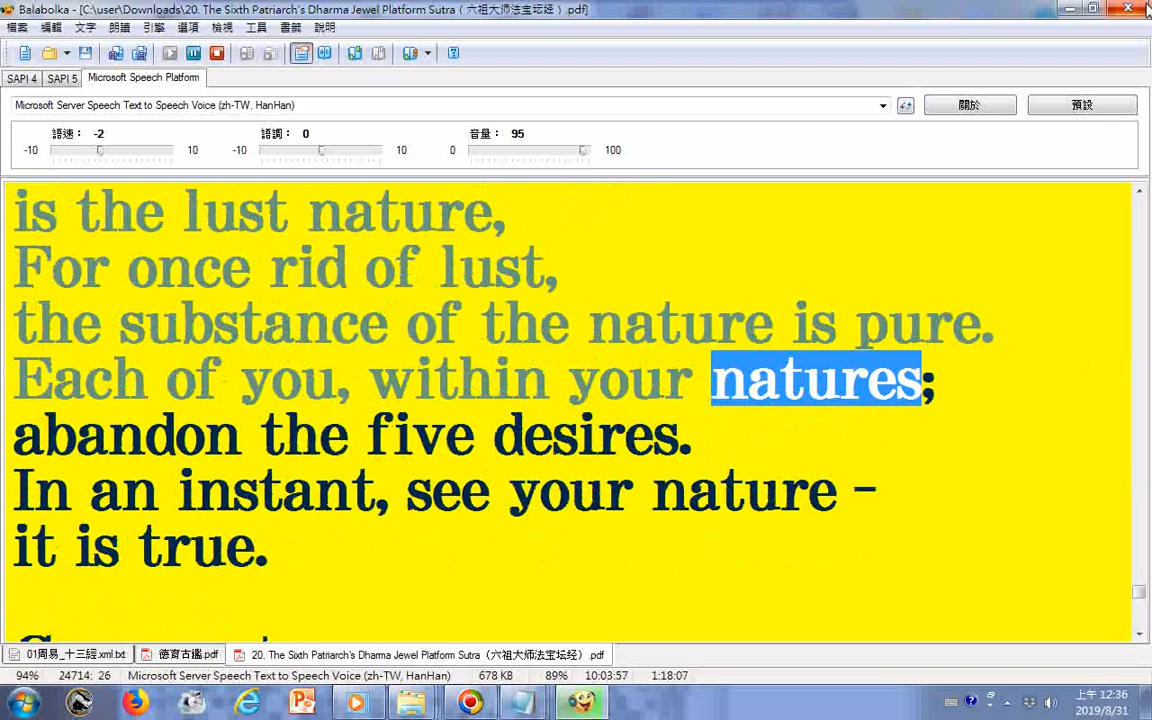 Balabolka - [C:\user\Downloads\20. The Sixth Patriarch's Dharma Jewel Platform Sutra（六祖大师法宝坛经）.pdf]
檔案 編輯 文字 朗讀 引擎 選項 檢視 工具 書籤 說明
SAPI 4 SAPI 5 Microsoft Speech Platform
Microsoft Server Speech Text to Speech Voice (zh-TW, HanHan) 關於 預設
語速： -2 語調： 0 音量： 95
-10 10 -10 10 0 100
is the lust nature,
For once rid of lust,
the substance of the nature is pure.
Each of you, within your natures;
abandon the five desires.
In an instant, see your nature -
it is true.
01周易_十三經.xml.txt 德育古鑑.pdf 20. The Sixth Patriarch's Dharma Jewel Platform Sutra（六祖大师法宝坛经）.pdf
94% 24714: 26 Microsoft Server Speech Text to Speech Voice (zh-TW, HanHan) 678 KB 89% 10:03:57 1:18:07
上午 12:36
2019/8/31